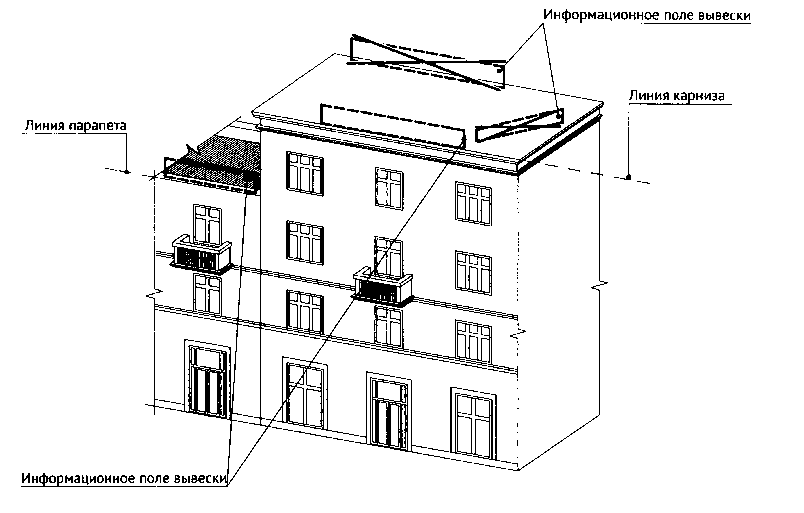 Информационное поле вывески
Линия карниза
Линия парапета
Информационное поле вывески